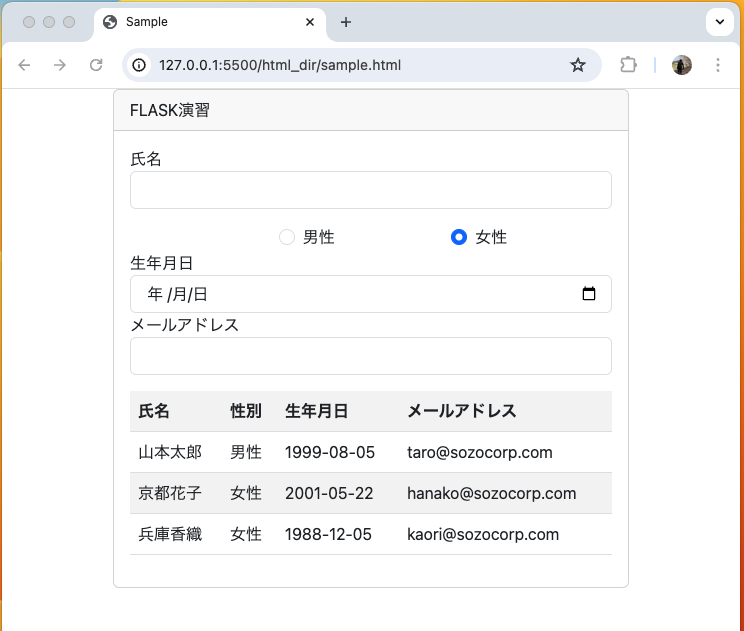 Sample
127.0.0.1:5500/html_dir/sample.html
FLASK演習
氏名
男性 女性
生年月日
年 /月/日
メールアドレス
氏名 性別 生年月日 メールアドレス
山本太郎 男性 1999-08-05 taro@sozocorp.com
京都花子 女性 2001-05-22 hanako@sozocorp.com
兵庫香織 女性 1988-12-05 kaori@sozocorp.com